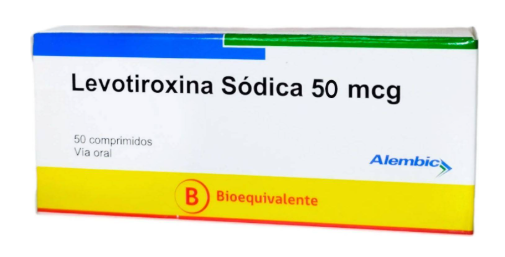 Levotiroxina Sódica 50 mcg
50 comprimidos
Vía oral
Alembic
B Bioequivalente